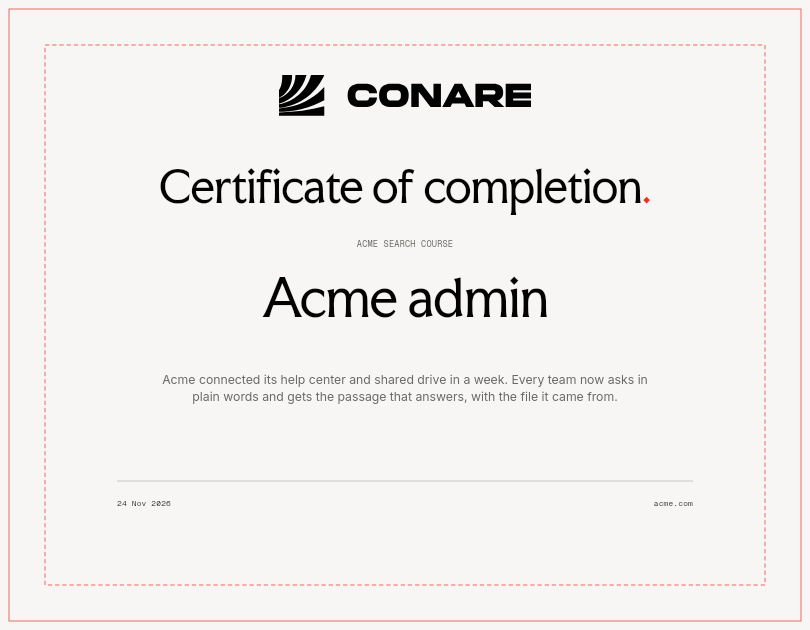 CONARE
Certificate of completion.
ACME SEARCH COURSE
Acme admin
Acme connected its help center and shared drive in a week. Every team now asks in
plain words and gets the passage that answers, with the file it came from.
24 Nov 2026
acme.com